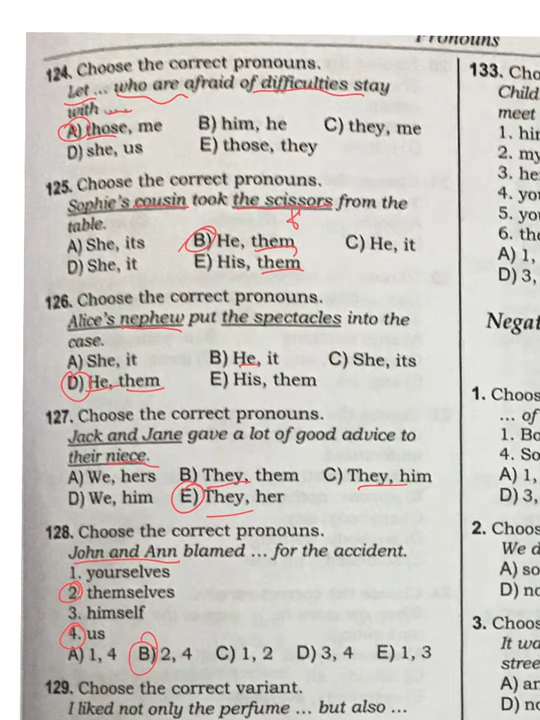 Pronouns
124. Choose the correct pronouns.
Let ... who are afraid of difficulties stay
with ....
A) those, me B) him, he C) they, me
D) she, us E) those, they
125. Choose the correct pronouns.
Sophie's cousin took the scissors from the
table.
A) She, its B) He, them C) He, it
D) She, it E) His, them
126. Choose the correct pronouns.
Alice's nephew put the spectacles into the
case.
A) She, it B) He, it C) She, its
D) He, them E) His, them
127. Choose the correct pronouns.
Jack and Jane gave a lot of good advice to
their niece.
A) We, hers B) They, them C) They, him
D) We, him E) They, her
128. Choose the correct pronouns.
John and Ann blamed ... for the accident.
1. yourselves
2. themselves
3. himself
4. us
A) 1, 4 B) 2, 4 C) 1, 2 D) 3, 4 E) 1, 3
129. Choose the correct variant.
I liked not only the perfume ... but also ...
133. Cho
Child
meet
1. hir
2. my
3. he
4. yo
5. yo
6. the
A) 1,
D) 3,
Negat
1. Choos
... of
1. Bo
4. So
A) 1,
D) 3,
2. Choos
We d
A) so
D) no
3. Choos
It wa
stree
A) an
D) no